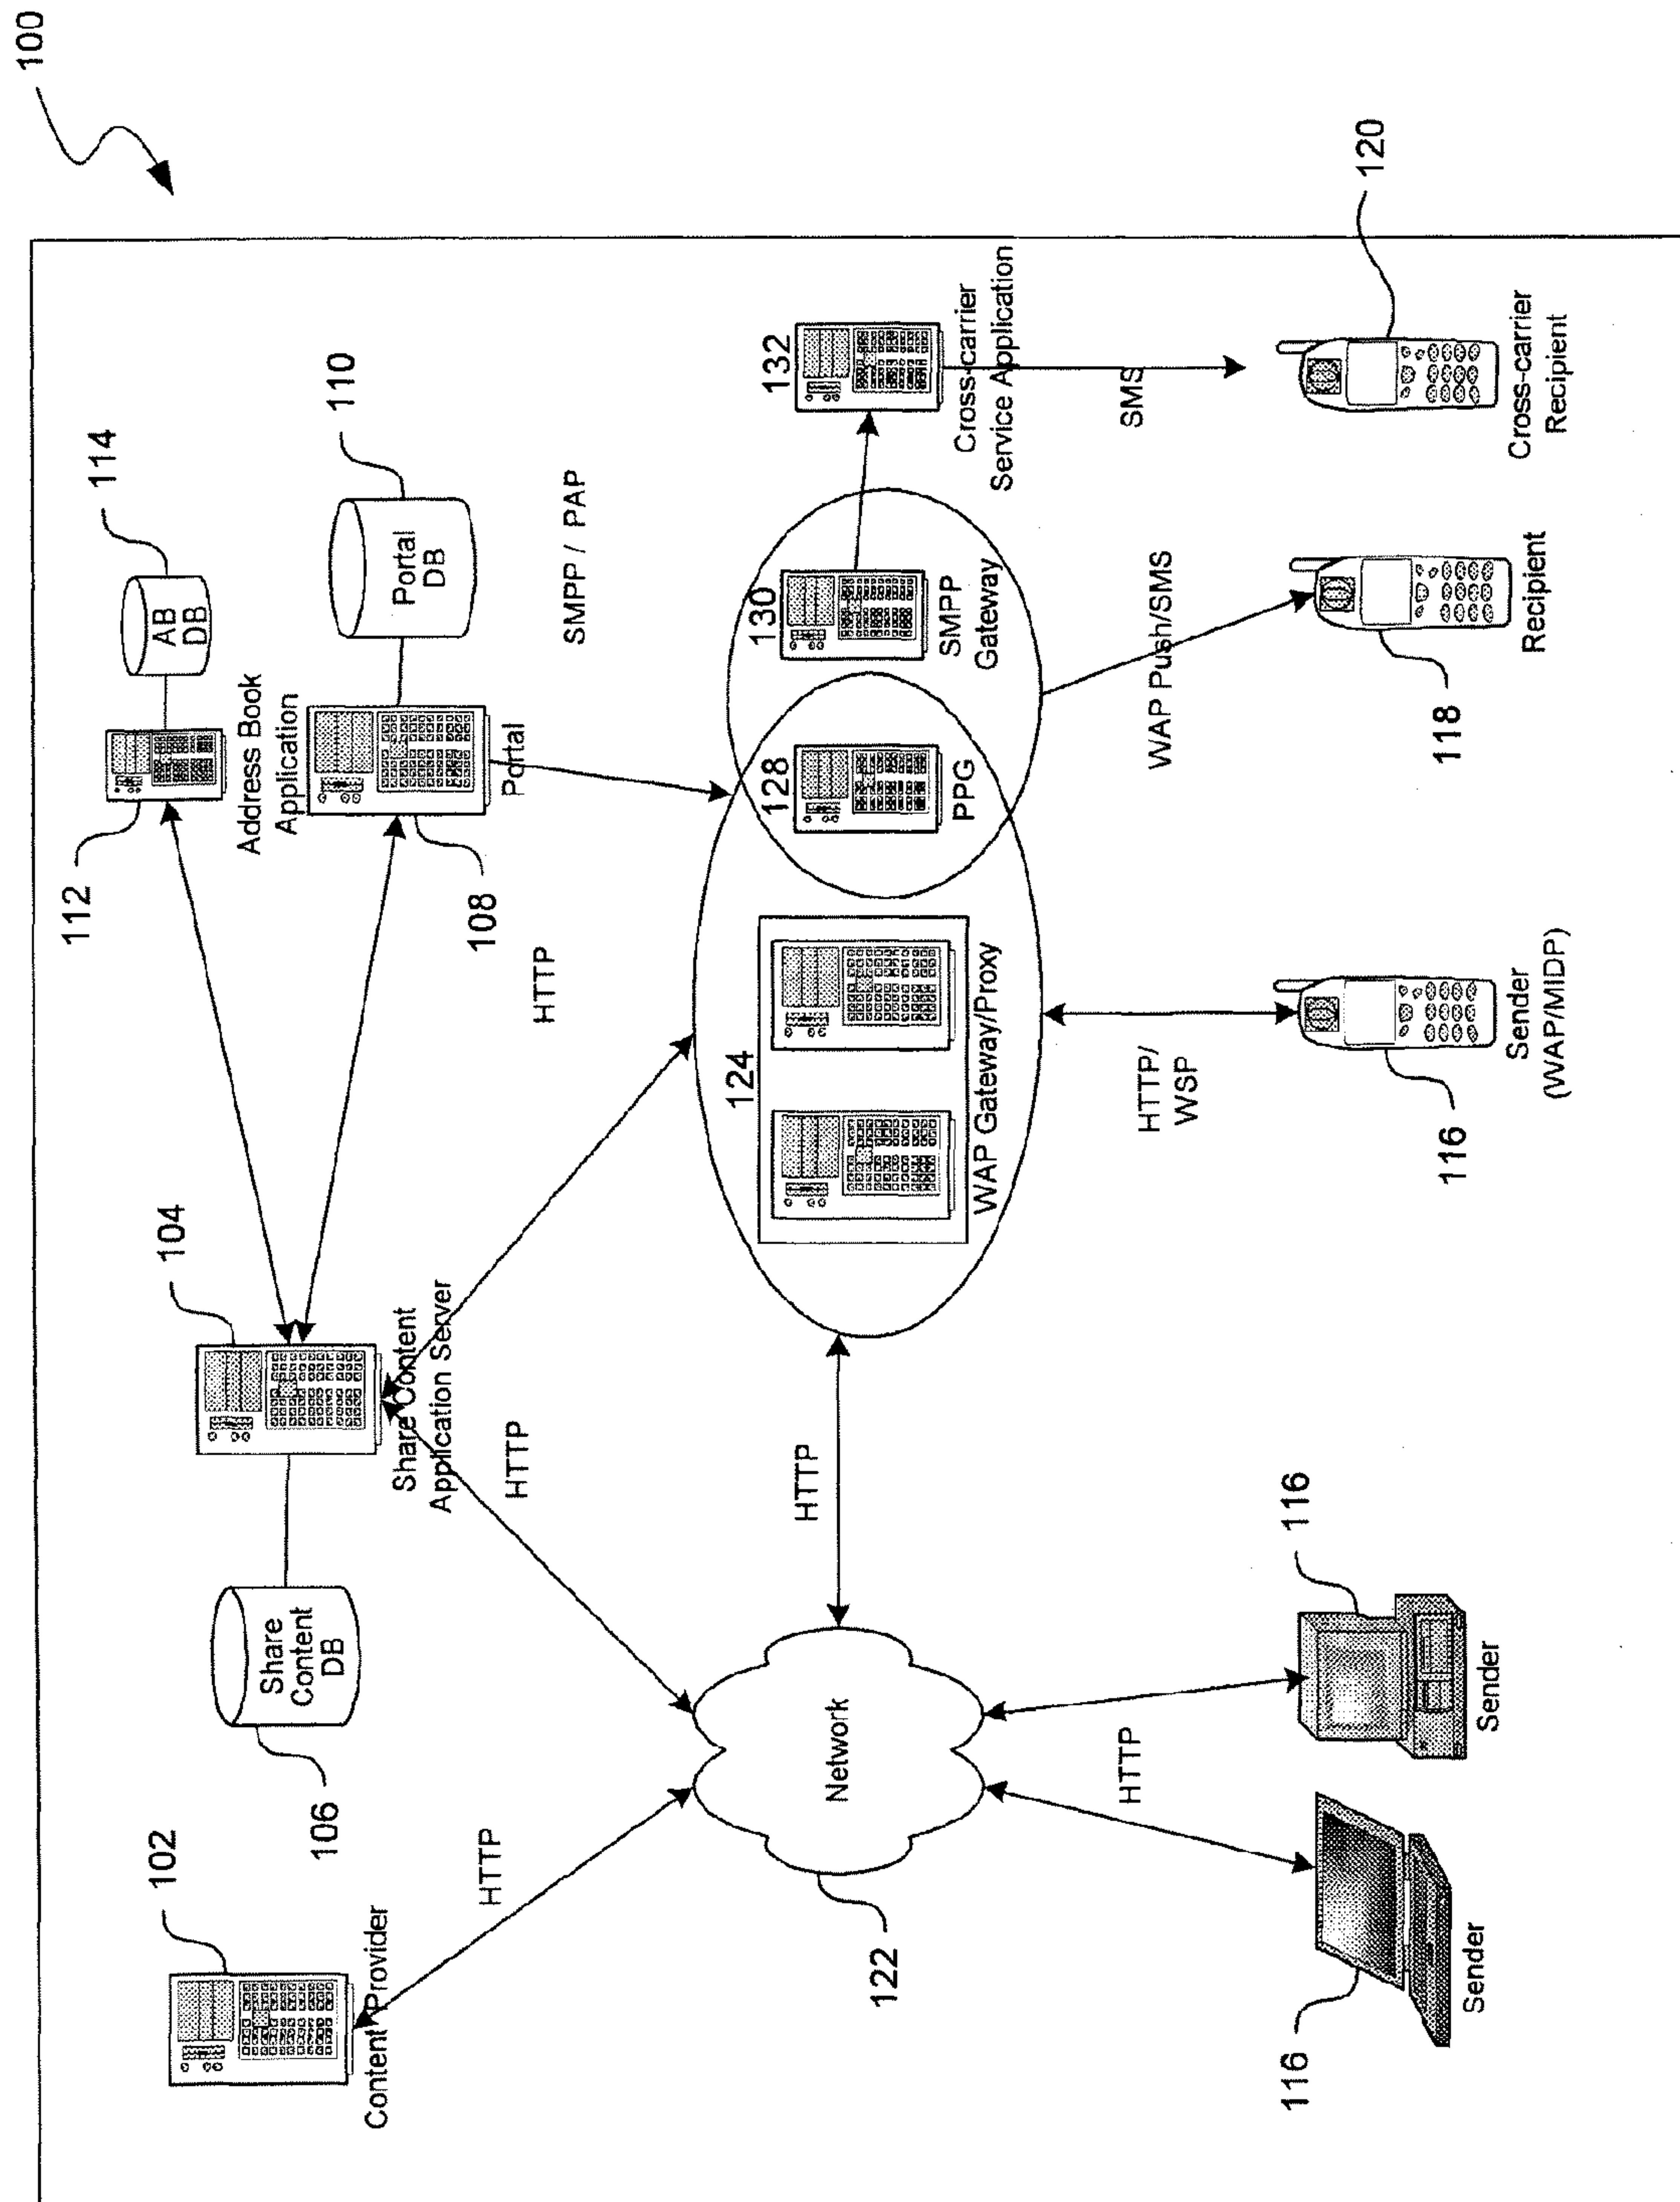 100
102
Content Provider
HTTP
106
Share
Content
DB
104
Share Content
Application Server
HTTP
112
114
AB
DB
Address Book
Application
108
110
Portal
DB
Portal
HTTP
SMPP / PAP
122
Network
HTTP
124
WAP Gateway/Proxy
128
PPG
130
SMPP
Gateway
132
Cross-carrier
Service Application
HTTP
HTTP/
WSP
WAP Push/SMS
SMS
116
Sender
116
Sender
116
Sender
(WAP/MIDP)
118
Recipient
120
Cross-carrier
Recipient